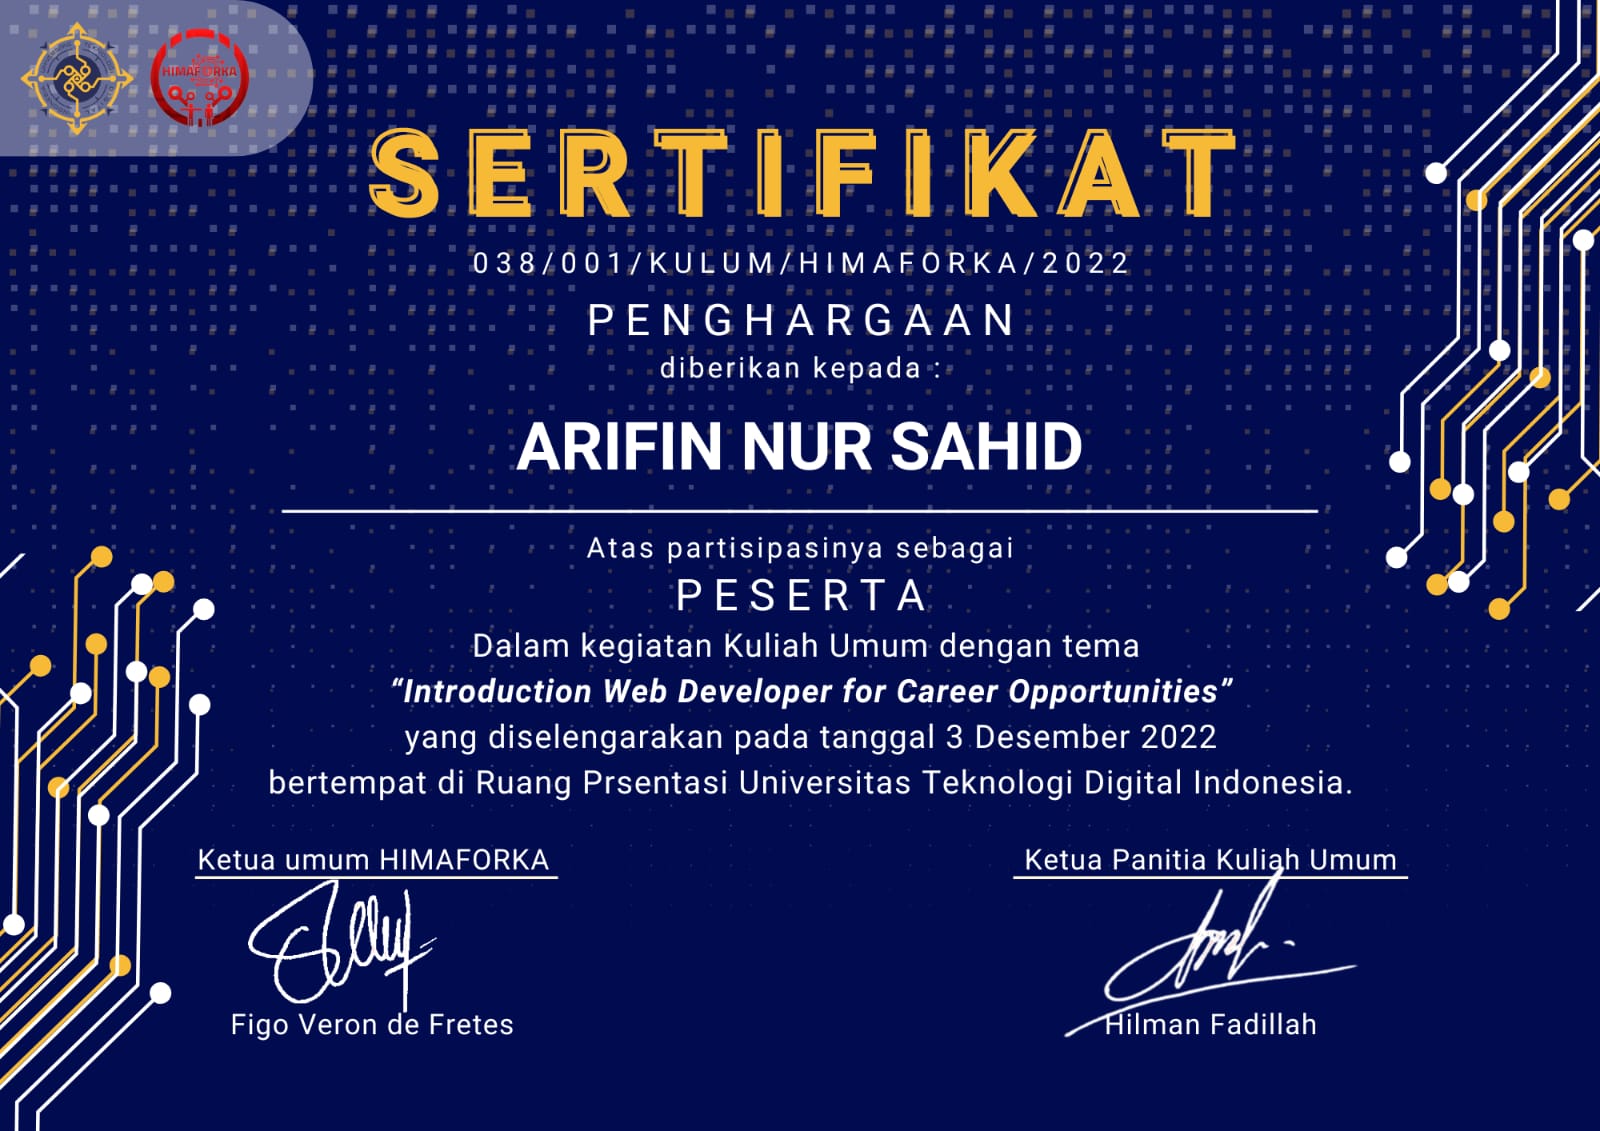 HIMAFORKA
SERTIFIKAT
038/001/KULUM/HIMAFORKA/2022
PENGHARGAAN
diberikan kepada :
ARIFIN NUR SAHID
Atas partisipasinya sebagai
PESERTA
Dalam kegiatan Kuliah Umum dengan tema
“Introduction Web Developer for Career Opportunities”
yang diselengarakan pada tanggal 3 Desember 2022
bertempat di Ruang Prsentasi Universitas Teknologi Digital Indonesia.
Ketua umum HIMAFORKA
Ketua Panitia Kuliah Umum
Figo Veron de Fretes
Hilman Fadillah